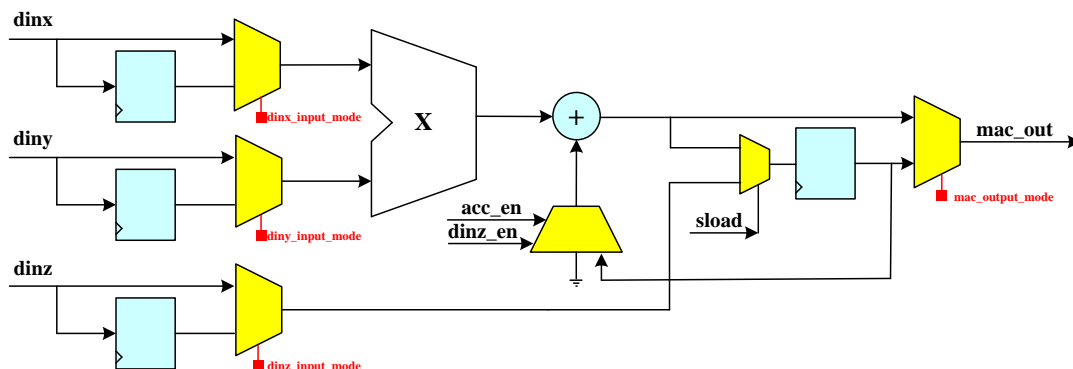 dinx
dinx_input_mode
X
+
mac_out
diny
diny_input_mode
acc_en
dinz_en
sload
mac_output_mode
dinz
dinz_input_mode